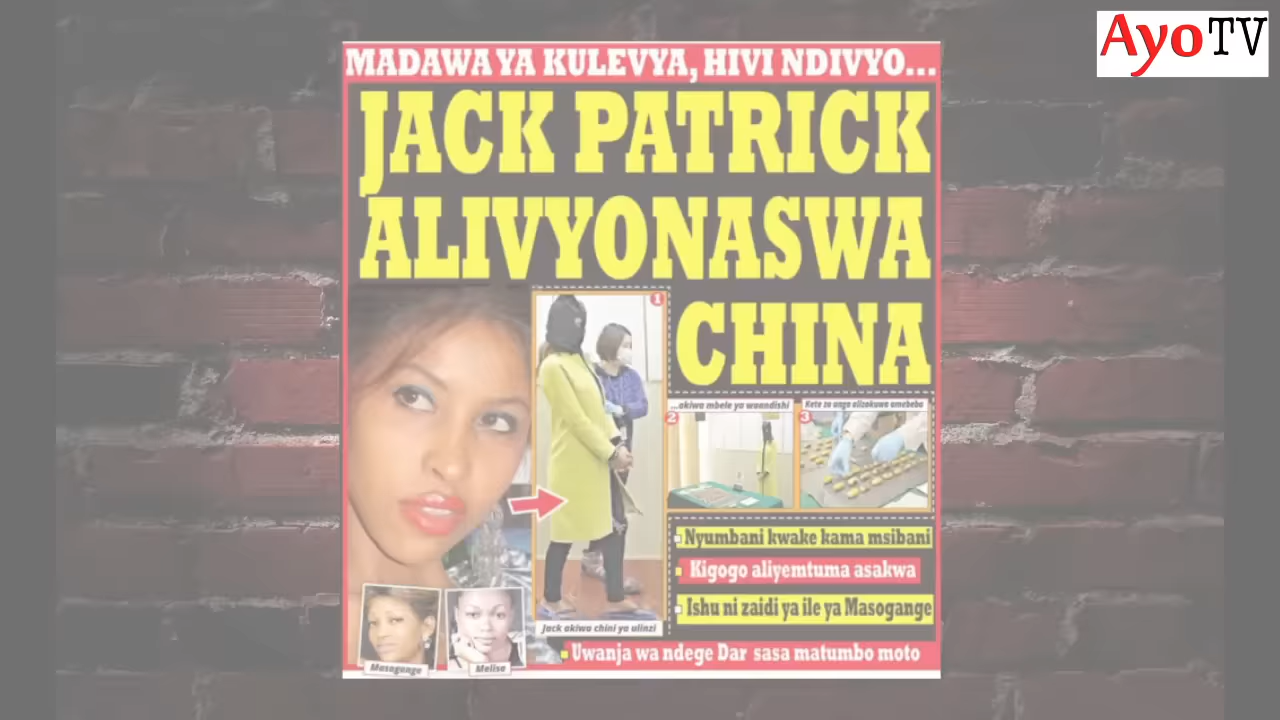 AyoTV
MADAWA YA KULEVYA, HIVI NDIVYO...
JACK PATRICK
ALIVYONASWA
CHINA
1
...akiwa mbele ya waandishi
Kete za unga alizokuwa amebeba
2
3
Nyumbani kwake kama msibani
Kigogo aliyemtuma asakwa
Ishu ni zaidi ya ile ya Masogange
Jack akiwa chini ya ulinzi
Uwanja wa ndege Dar sasa matumbo moto
Masogange
Melisa